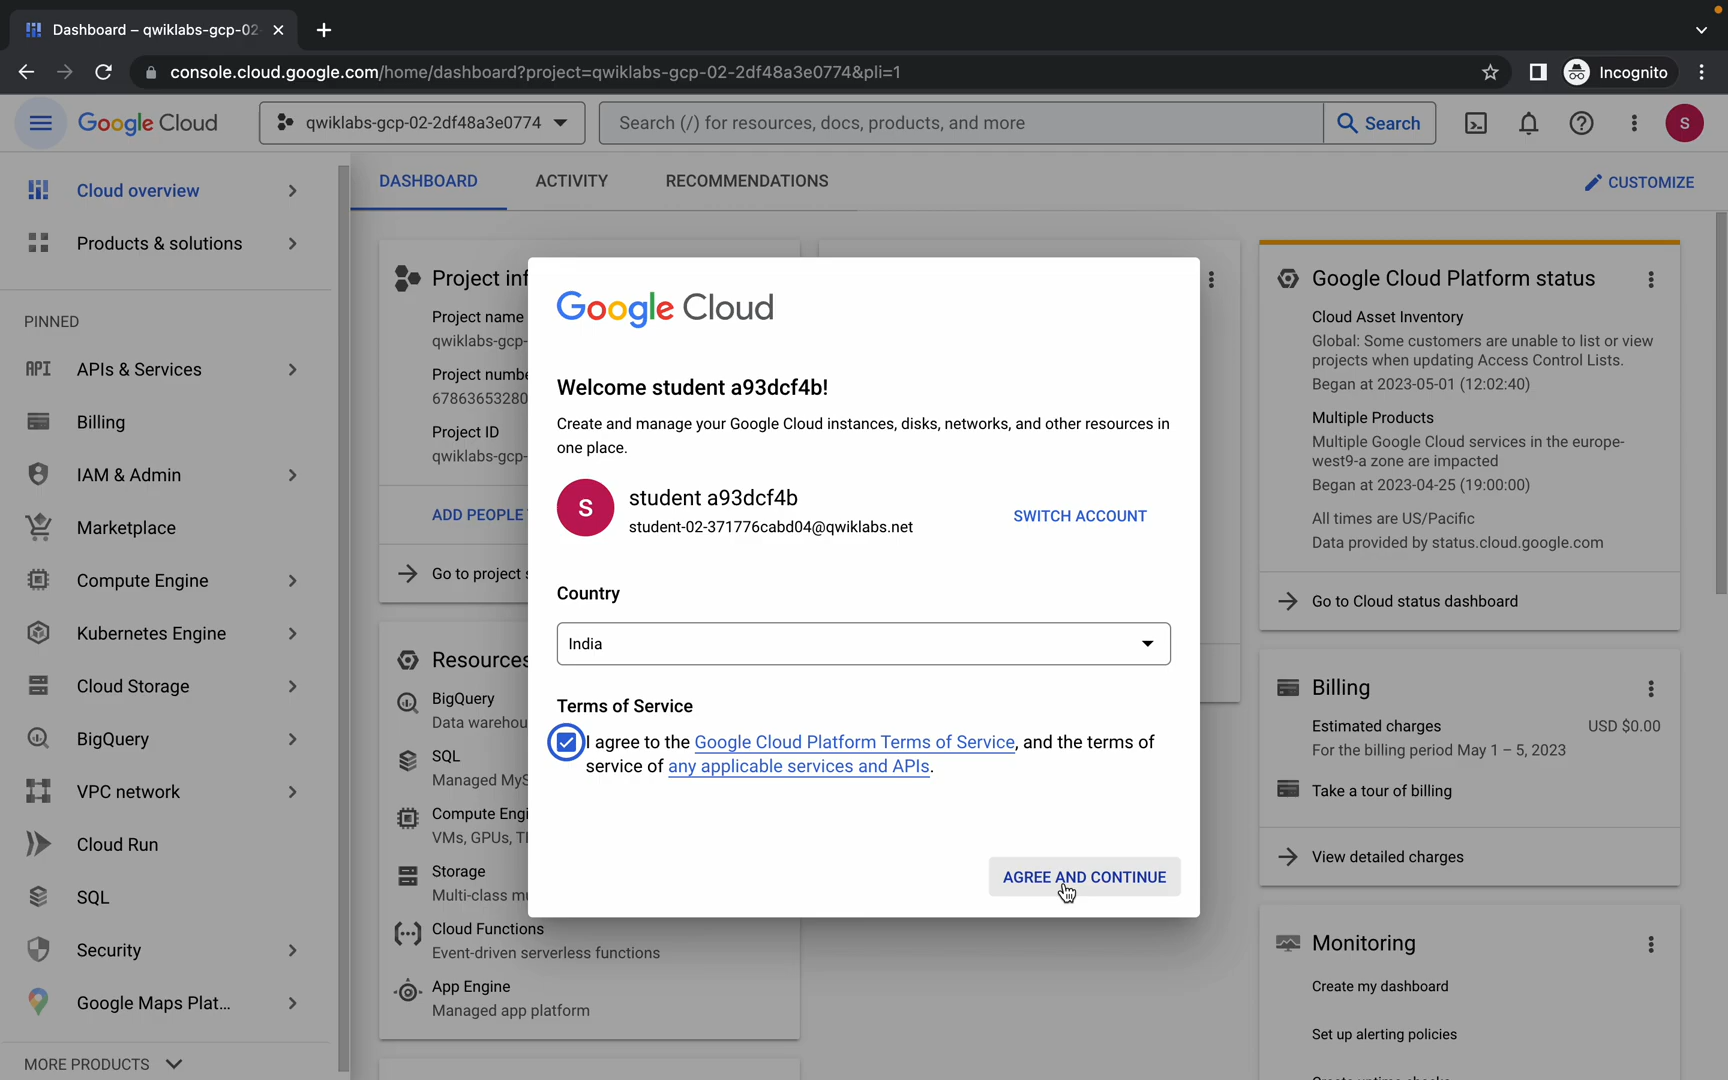 Dashboard – qwiklabs-gcp-02-
console.cloud.google.com/home/dashboard?project=qwiklabs-gcp-02-2df48a3e0774&pli=1
Incognito
Google Cloud
qwiklabs-gcp-02-2df48a3e0774
Search (/) for resources, docs, products, and more
Search
S
Cloud overview
Products & solutions
PINNED
APIs & Services
Billing
IAM & Admin
Marketplace
Compute Engine
Kubernetes Engine
Cloud Storage
BigQuery
VPC network
Cloud Run
SQL
Security
Google Maps Plat...
MORE PRODUCTS
DASHBOARD
ACTIVITY
RECOMMENDATIONS
CUSTOMIZE
Project inf
Project name
qwiklabs-gcp-
Project numbe
67863653280
Project ID
qwiklabs-gcp-
ADD PEOPLE
Go to project s
Resources
BigQuery
Data warehou
SQL
Managed MyS
Compute Engi
VMs, GPUs, T
Storage
Multi-class mu
Cloud Functions
Event-driven serverless functions
App Engine
Managed app platform
Google Cloud
Welcome student a93dcf4b!
Create and manage your Google Cloud instances, disks, networks, and other resources in
one place.
S
student a93dcf4b
student-02-371776cabd04@qwiklabs.net
SWITCH ACCOUNT
Country
India
Terms of Service
I agree to the Google Cloud Platform Terms of Service, and the terms of
service of any applicable services and APIs.
AGREE AND CONTINUE
Google Cloud Platform status
Cloud Asset Inventory
Global: Some customers are unable to list or view
projects when updating Access Control Lists.
Began at 2023-05-01 (12:02:40)
Multiple Products
Multiple Google Cloud services in the europe-
west9-a zone are impacted
Began at 2023-04-25 (19:00:00)
All times are US/Pacific
Data provided by status.cloud.google.com
Go to Cloud status dashboard
Billing
Estimated charges
USD $0.00
For the billing period May 1 – 5, 2023
Take a tour of billing
View detailed charges
Monitoring
Create my dashboard
Set up alerting policies